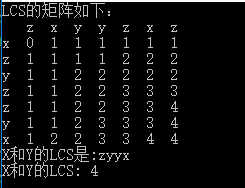 LCS的矩阵如下:
z x y y z x z
x 0 1 1 1 1 1 1
z 1 1 1 1 2 2 2
y 1 1 2 2 2 2 2
z 1 1 2 2 3 3 3
z 1 1 2 2 3 3 4
y 1 1 2 3 3 3 4
x 1 2 2 3 3 4 4
z
X和Y的LCS是:zyyx
X和Y的LCS: 4